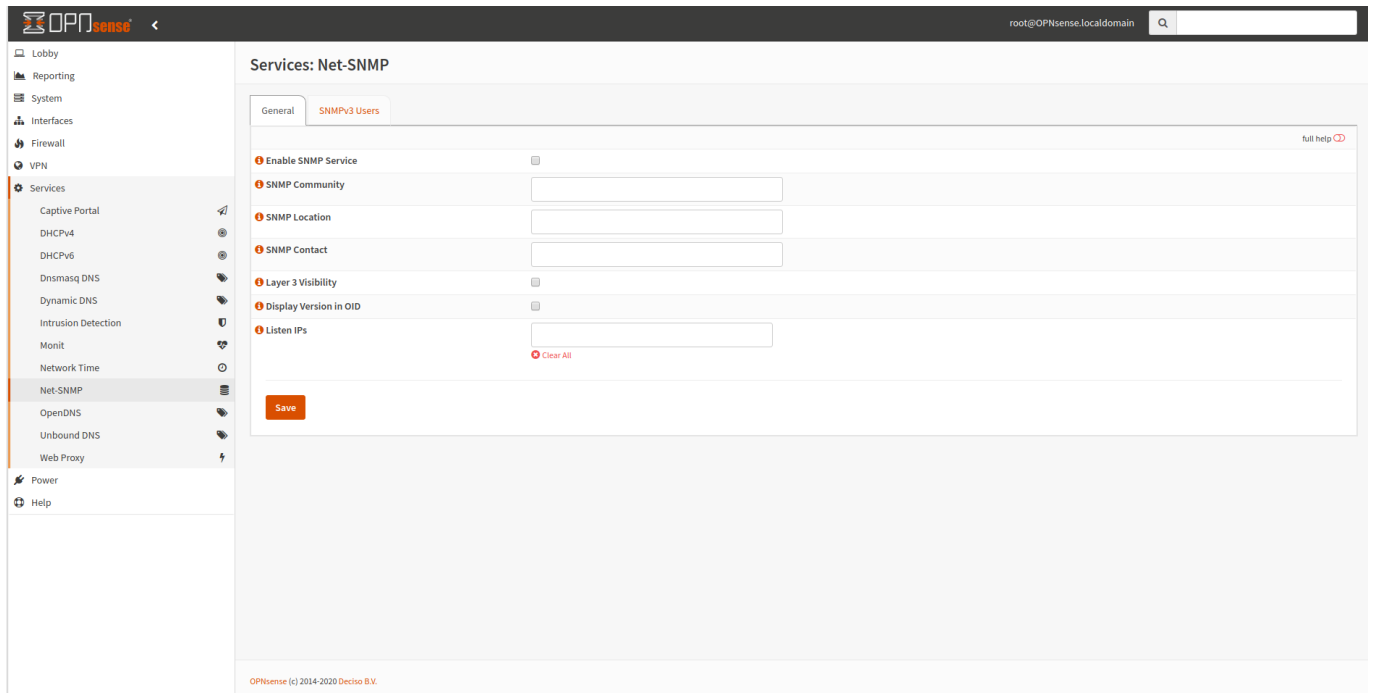 OPNsense
root@OPNsense.localdomain
Lobby
Reporting
System
Interfaces
Firewall
VPN
Services
Captive Portal
DHCPv4
DHCPv6
Dnsmasq DNS
Dynamic DNS
Intrusion Detection
Monit
Network Time
Net-SNMP
OpenDNS
Unbound DNS
Web Proxy
Power
Help
Services: Net-SNMP
General SNMPv3 Users
full help
Enable SNMP Service
SNMP Community
SNMP Location
SNMP Contact
Layer 3 Visibility
Display Version in OID
Listen IPs
Clear All
Save
OPNsense (c) 2014-2020 Deciso B.V.